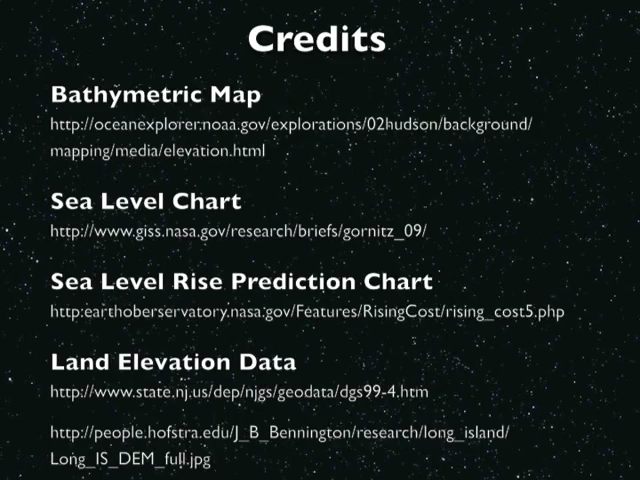 Credits
Bathymetric Map
http://oceanexplorer.noaa.gov/explorations/02hudson/background/
mapping/media/elevation.html
Sea Level Chart
http://www.giss.nasa.gov/research/briefs/gornitz_09/
Sea Level Rise Prediction Chart
http:earthoberservatory.nasa.gov/Features/RisingCost/rising_cost5.php
Land Elevation Data
http://www.state.nj.us/dep/njgs/geodata/dgs99-4.htm
http://people.hofstra.edu/J_B_Bennington/research/long_island/
Long_IS_DEM_full.jpg